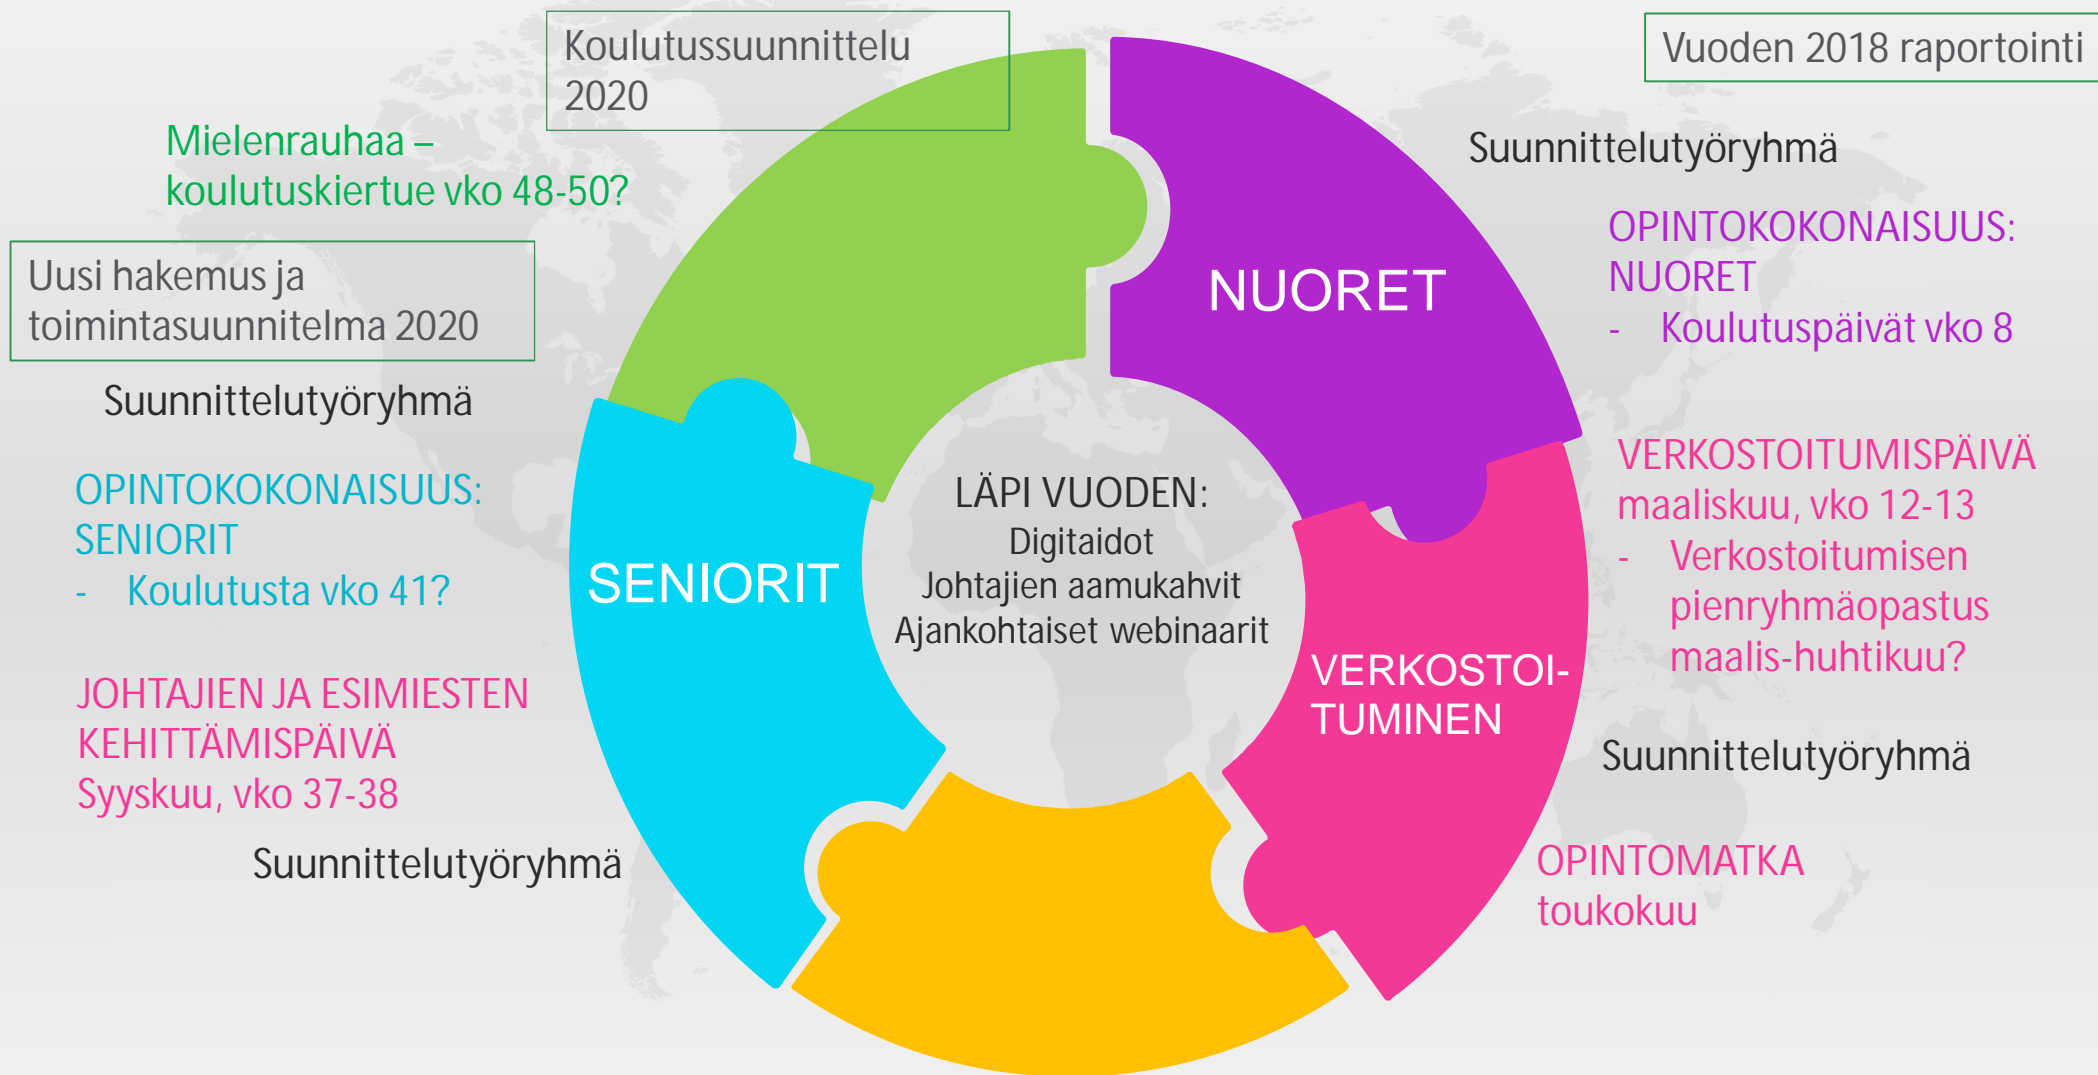 Koulutussuunnittelu
2020
Vuoden 2018 raportointi
Mielenrauhaa –
koulutuskiertue vko 48-50?
Uusi hakemus ja
toimintasuunnitelma 2020
Suunnittelutyöryhmä
OPINTOKOKONAISUUS:
SENIORIT
- Koulutusta vko 41?
JOHTAJIEN JA ESIMIESTEN
KEHITTÄMISPÄIVÄ
Syyskuu, vko 37-38
Suunnittelutyöryhmä
NUORET
SENIORIT
VERKOSTOI-
TUMINEN
LÄPI VUODEN:
Digitaidot
Johtajien aamukahvit
Ajankohtaiset webinaarit
Suunnittelutyöryhmä
OPINTOKOKONAISUUS:
NUORET
- Koulutuspäivät vko 8
VERKOSTOITUMISPÄIVÄ
maaliskuu, vko 12-13
- Verkostoitumisen
pienryhmäopastus
maalis-huhtikuu?
Suunnittelutyöryhmä
OPINTOMATKA
toukokuu